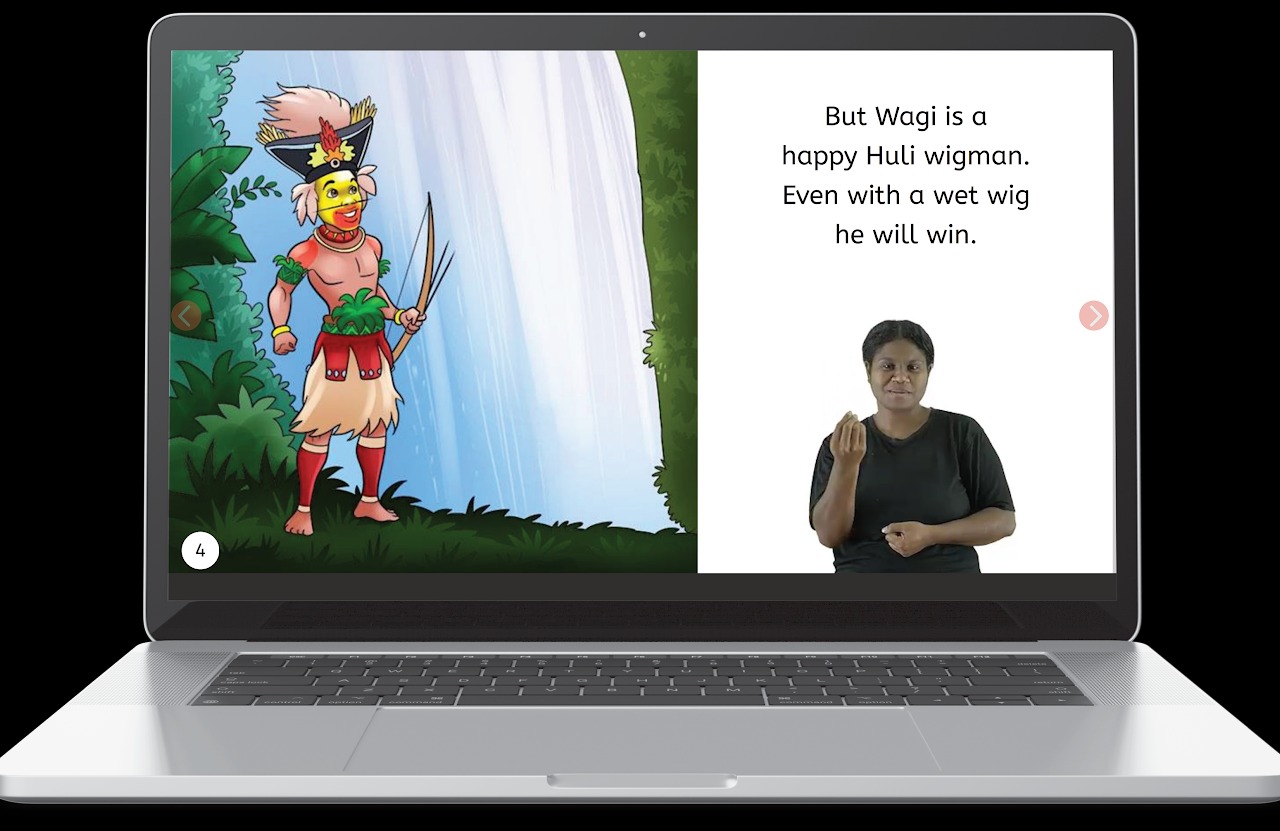 But Wagi is a
happy Huli wigman.
Even with a wet wig
he will win.
4